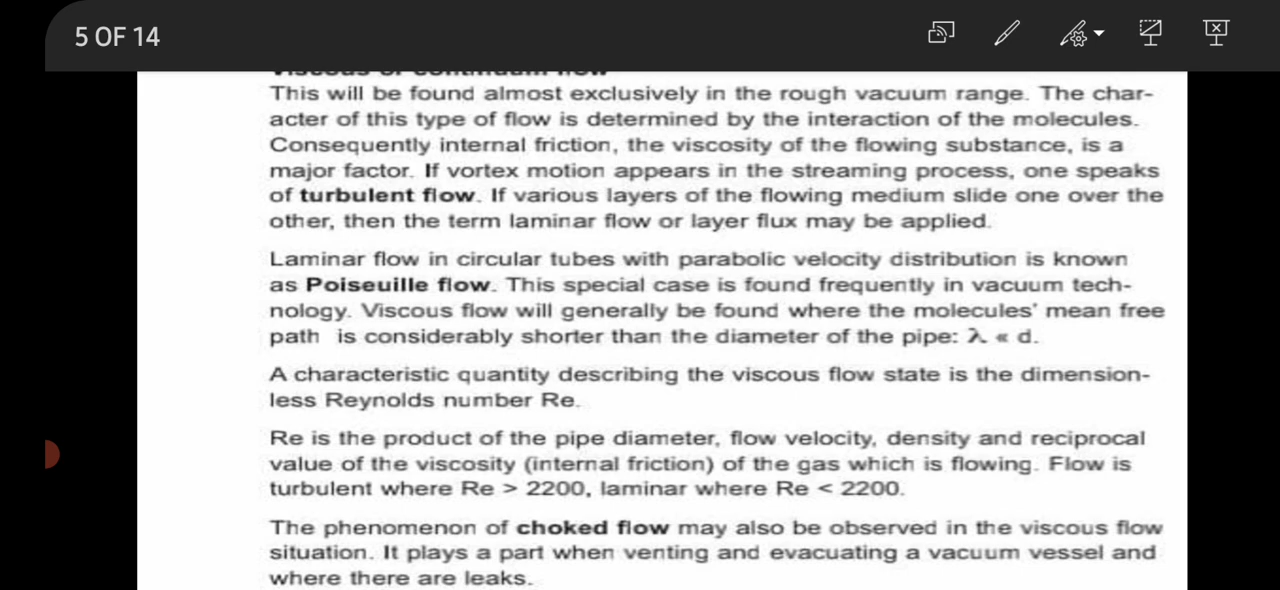 5 OF 14
Viscous or continuum flow
This will be found almost exclusively in the rough vacuum range. The char-
acter of this type of flow is determined by the interaction of the molecules.
Consequently internal friction, the viscosity of the flowing substance, is a
major factor. If vortex motion appears in the streaming process, one speaks
of turbulent flow. If various layers of the flowing medium slide one over the
other, then the term laminar flow or layer flux may be applied.
Laminar flow in circular tubes with parabolic velocity distribution is known
as Poiseuille flow. This special case is found frequently in vacuum tech-
nology. Viscous flow will generally be found where the molecules' mean free
path is considerably shorter than the diameter of the pipe: λ « d.
A characteristic quantity describing the viscous flow state is the dimension-
less Reynolds number Re.
Re is the product of the pipe diameter, flow velocity, density and reciprocal
value of the viscosity (internal friction) of the gas which is flowing. Flow is
turbulent where Re > 2200, laminar where Re < 2200.
The phenomenon of choked flow may also be observed in the viscous flow
situation. It plays a part when venting and evacuating a vacuum vessel and
where there are leaks.